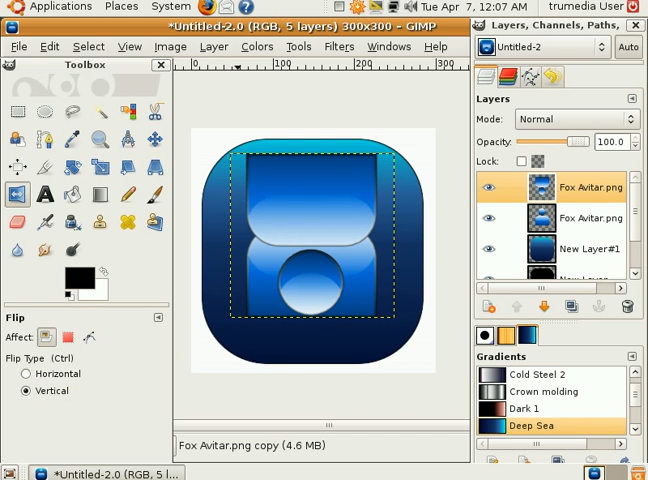 Applications Places System Tue Apr 7, 12:07 AM trumedia User
*Untitled-2.0 (RGB, 5 layers) 300x300 – GIMP
Layers, Channels, Paths,
File Edit Select View Image Layer Colors Tools Filters Windows Help
Untitled-2 Auto
Toolbox
0 100 200 300
Layers
Mode: Normal
Opacity: 100.0
Lock:
Fox Avitar.png
Fox Avitar.png
New Layer#1
New Layer
Flip
Affect:
Flip Type (Ctrl)
Horizontal
Vertical
Gradients
Cold Steel 2
Crown molding
Dark 1
Deep Sea
Fox Avitar.png copy (4.6 MB)
*Untitled-2.0 (RGB, 5 l...